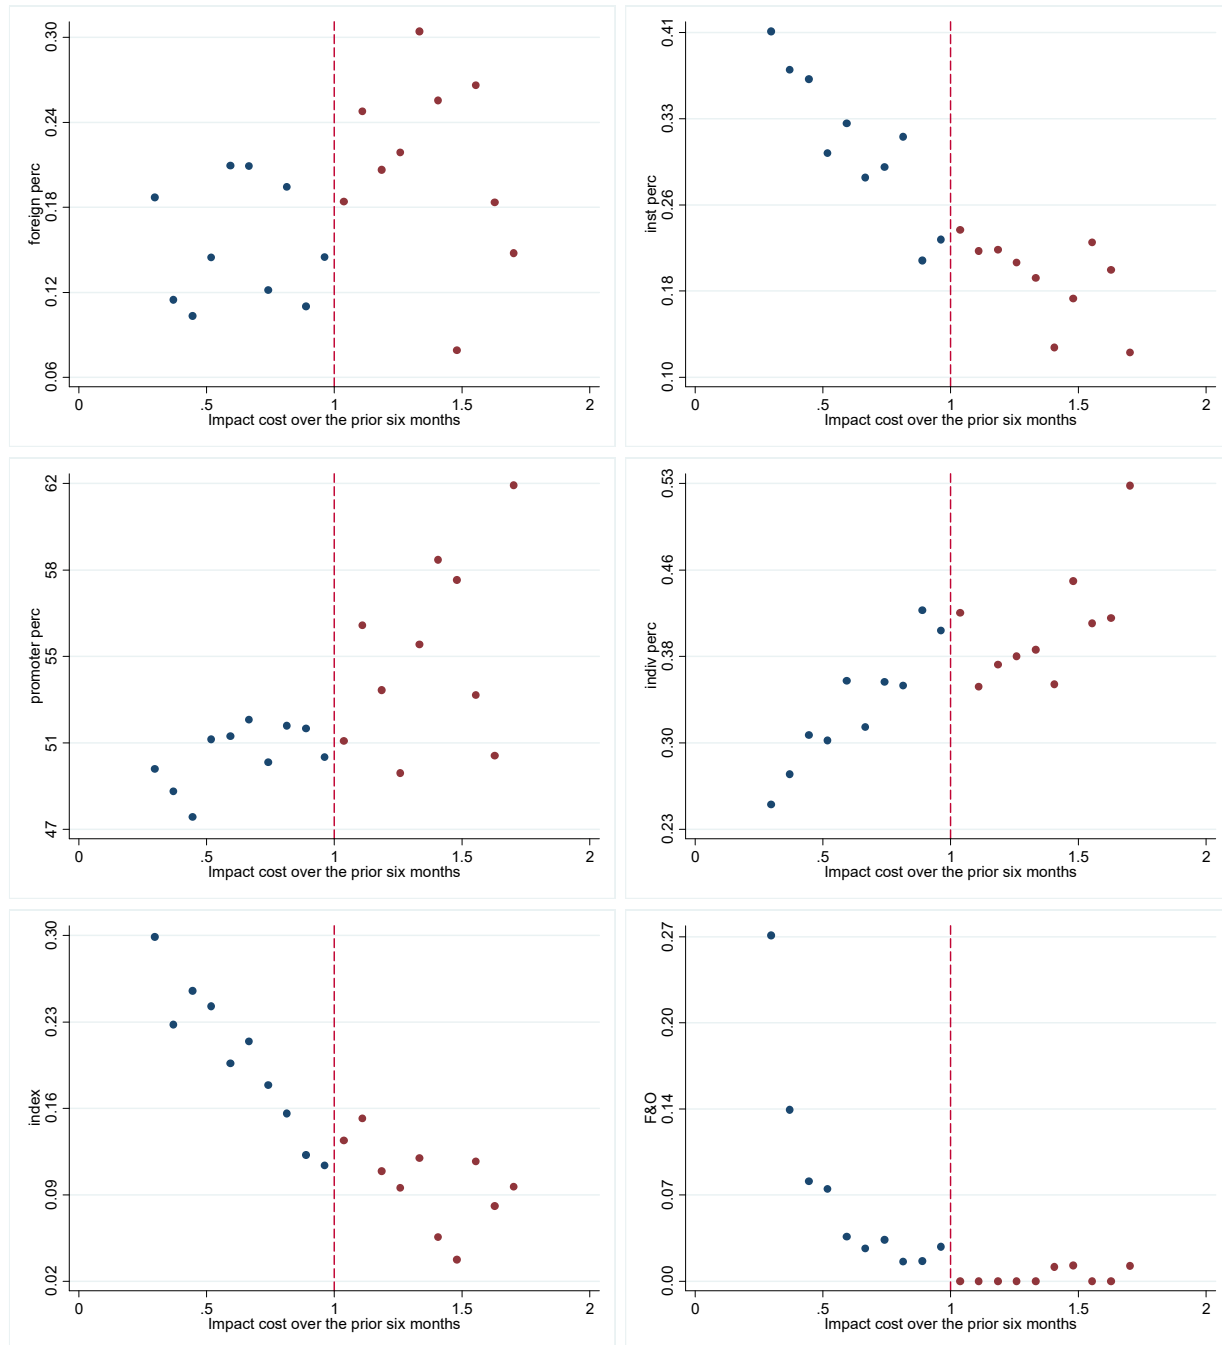 foreign perc
0.30
0.24
0.18
0.12
0.06
0 .5 1 1.5 2
Impact cost over the prior six months
inst perc
0.41
0.33
0.26
0.18
0.10
0 .5 1 1.5 2
Impact cost over the prior six months
promoter perc
62
58
55
51
47
0 .5 1 1.5 2
Impact cost over the prior six months
indiv perc
0.53
0.46
0.38
0.30
0.23
0 .5 1 1.5 2
Impact cost over the prior six months
index
0.30
0.23
0.16
0.09
0.02
0 .5 1 1.5 2
Impact cost over the prior six months
F&O
0.27
0.20
0.14
0.07
0.00
0 .5 1 1.5 2
Impact cost over the prior six months